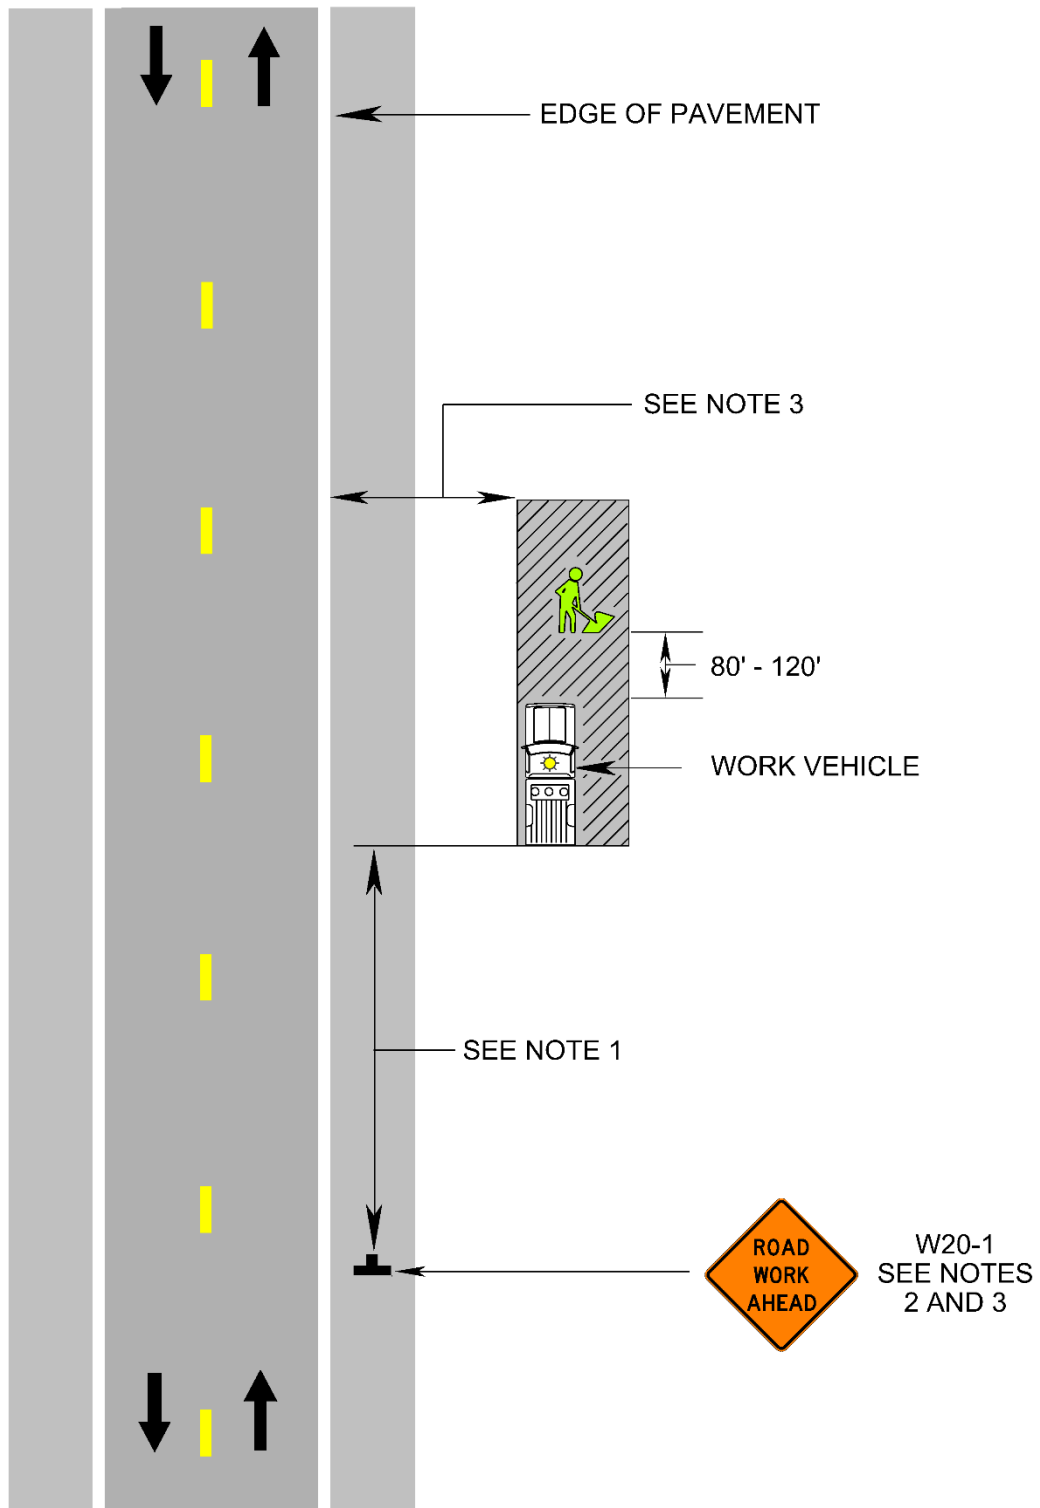 EDGE OF PAVEMENT
SEE NOTE 3
80' - 120'
WORK VEHICLE
SEE NOTE 1
ROAD
WORK
AHEAD
W20-1
SEE NOTES
2 AND 3